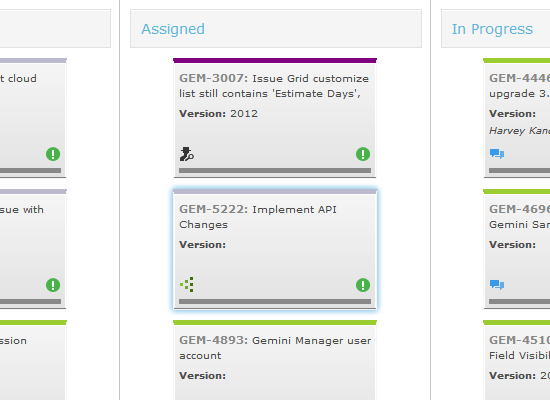 Assigned
In Progress
t cloud
sue with
ssion
GEM-3007: Issue Grid customize
list still contains 'Estimate Days',
Version: 2012
GEM-5222: Implement API
Changes
Version:
GEM-4893: Gemini Manager user
account
Version:
GEM-4446
upgrade 3.
Version:
Harvey Kan
GEM-4696
Gemini Sa
Version:
GEM-4510
Field Visibil
Version: 20